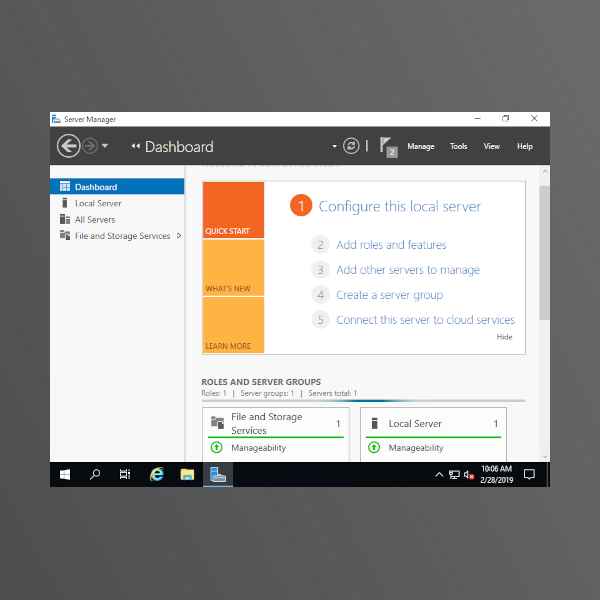 Server Manager
Dashboard
2
Manage
Tools
View
Help
Dashboard
Local Server
All Servers
File and Storage Services
QUICK START
WHAT'S NEW
LEARN MORE
1 Configure this local server
2 Add roles and features
3 Add other servers to manage
4 Create a server group
5 Connect this server to cloud services
Hide
ROLES AND SERVER GROUPS
Roles: 1 | Server groups: 1 | Servers total: 1
File and Storage
Services
1
Manageability
Local Server 1
Manageability
10:06 AM
2/28/2019